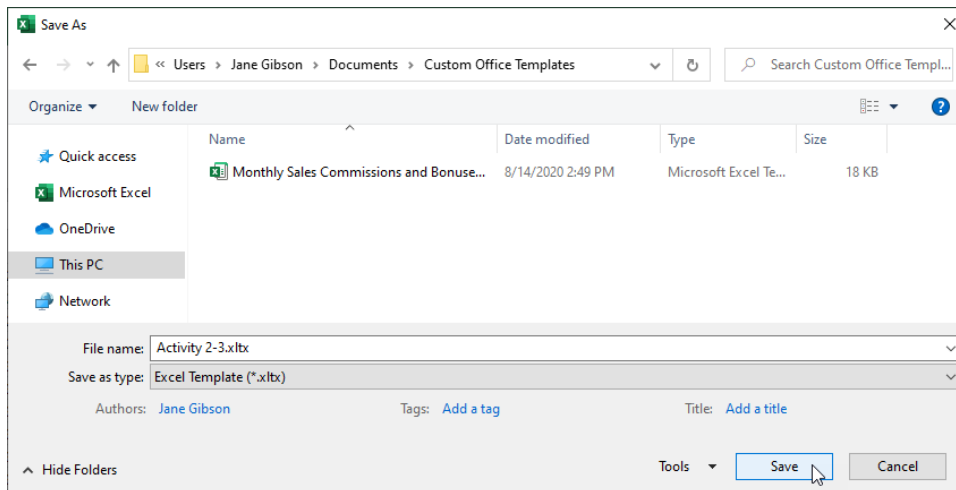 Save As
« Users > Jane Gibson > Documents > Custom Office Templates
Search Custom Office Templ...
Organize New folder
?
Name Date modified Type Size
Quick access
Monthly Sales Commissions and Bonuse... 8/14/2020 2:49 PM Microsoft Excel Te... 18 KB
Microsoft Excel
OneDrive
This PC
Network
File name: Activity 2-3.xltx
Save as type: Excel Template (*.xltx)
Authors: Jane Gibson Tags: Add a tag Title: Add a title
Hide Folders Tools Save Cancel